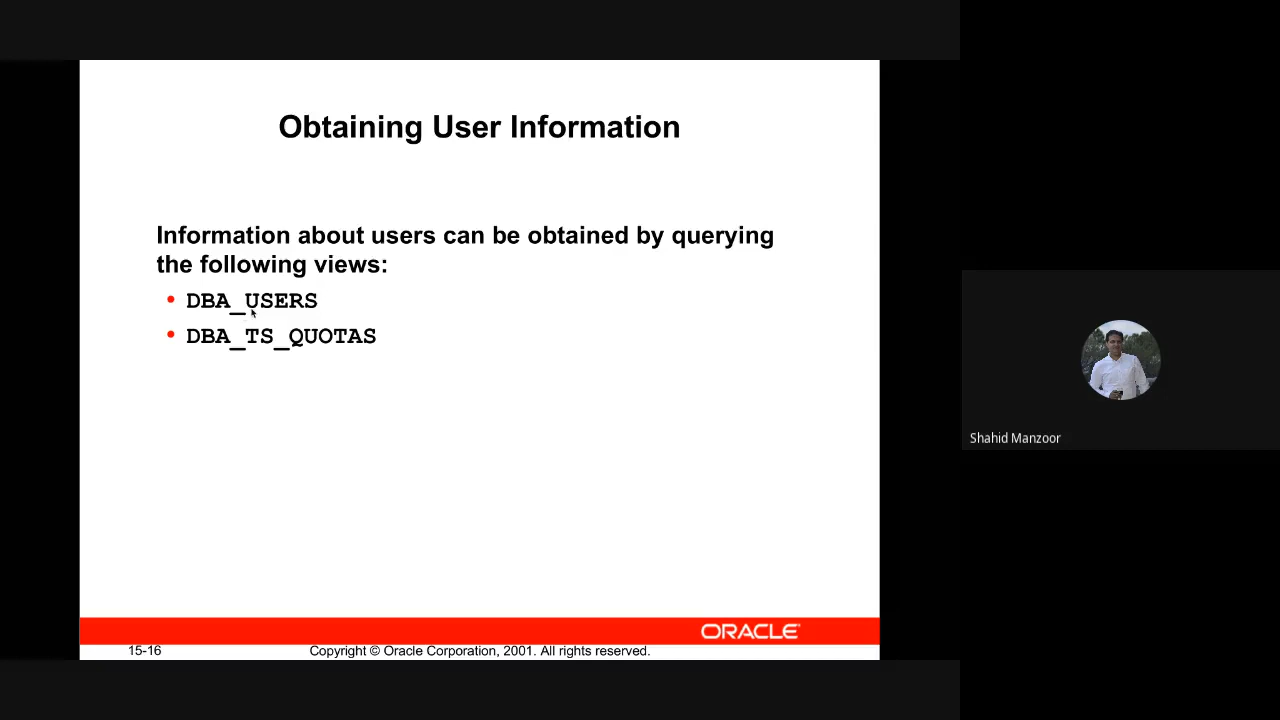 Obtaining User Information
Information about users can be obtained by querying
the following views:
• DBA_USERS
• DBA_TS_QUOTAS
ORACLE
15-16
Copyright © Oracle Corporation, 2001. All rights reserved.
Shahid Manzoor